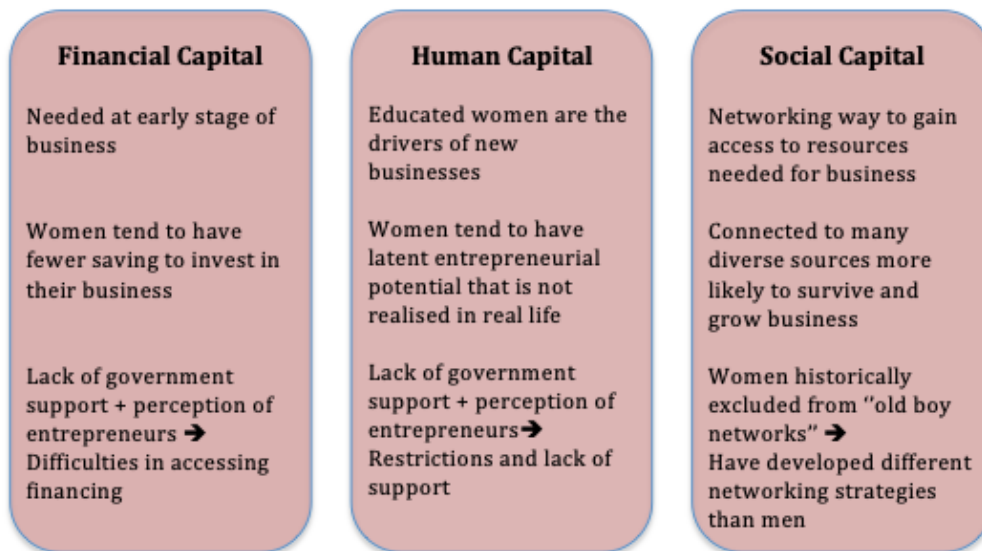 Financial Capital
Needed at early stage of
business
Women tend to have
fewer saving to invest in
their business
Lack of government
support + perception of
entrepreneurs ➔
Difficulties in accessing
financing
Human Capital
Educated women are the
drivers of new
businesses
Women tend to have
latent entrepreneurial
potential that is not
realised in real life
Lack of government
support + perception of
entrepreneurs➔
Restrictions and lack of
support
Social Capital
Networking way to gain
access to resources
needed for business
Connected to many
diverse sources more
likely to survive and
grow business
Women historically
excluded from ‘’old boy
networks’’ ➔
Have developed different
networking strategies
than men